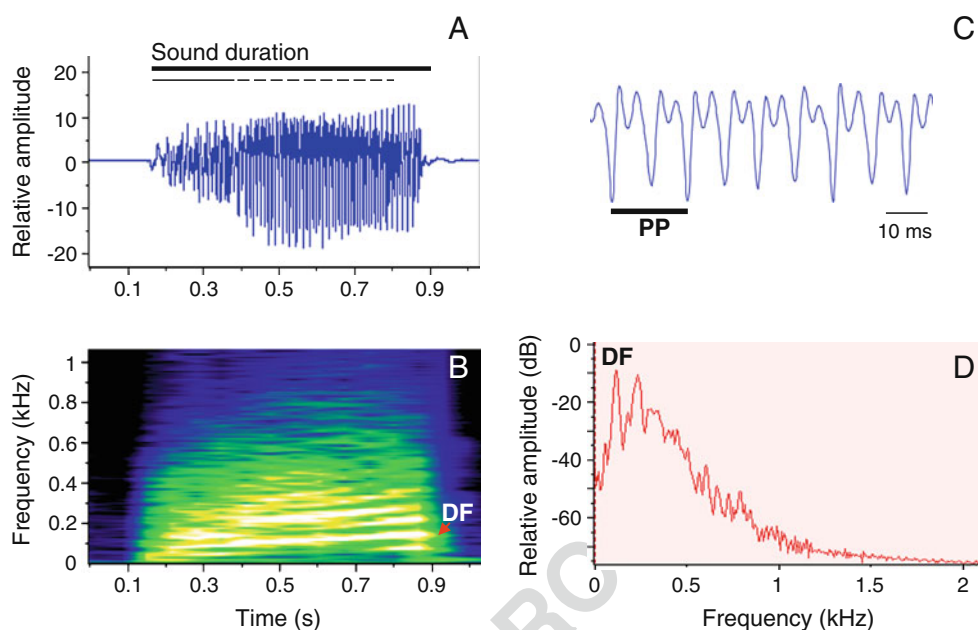 A
Sound duration
Relative amplitude
20
10
0
-10
-20
0.1 0.3 0.5 0.7 0.9
C
PP
10 ms
B
Frequency (kHz)
1
0.8
0.6
0.4
0.2
0
DF
0.1 0.3 0.5 0.7 0.9
Time (s)
D
DF
Relative amplitude (dB)
0
-20
-40
-60
0 0.5 1 1.5 2
Frequency (kHz)
RC